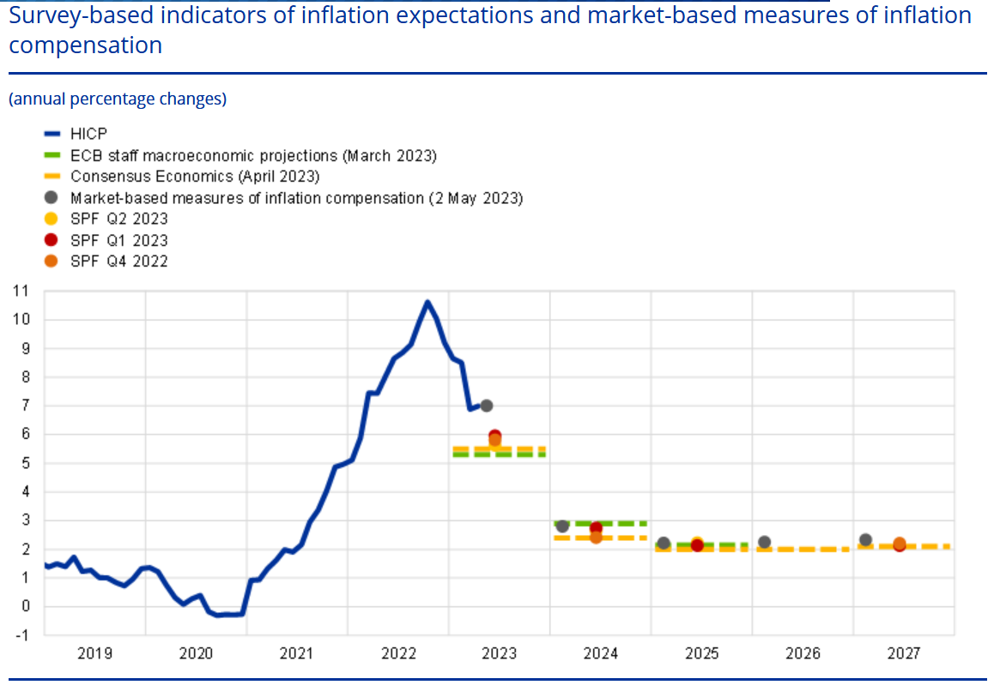 Survey-based indicators of inflation expectations and market-based measures of inflation
compensation
(annual percentage changes)
HICP
ECB staff macroeconomic projections (March 2023)
Consensus Economics (April 2023)
Market-based measures of inflation compensation (2 May 2023)
SPF Q2 2023
SPF Q1 2023
SPF Q4 2022
11
10
9
8
7
6
5
4
3
2
1
0
-1
2019 2020 2021 2022 2023 2024 2025 2026 2027